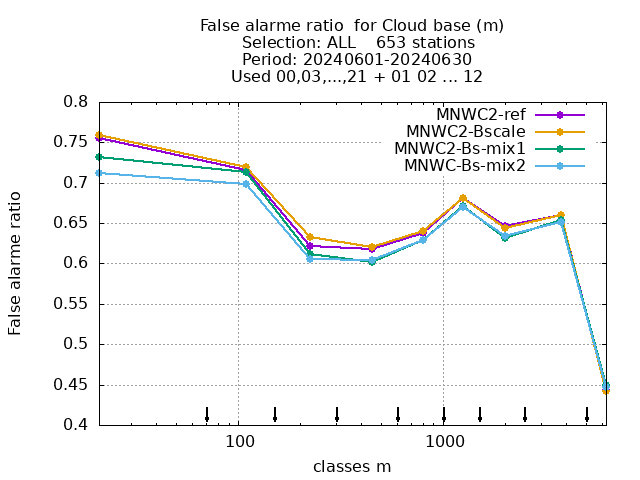 False alarme ratio  for Cloud base (m)
Selection: ALL    653 stations
Period: 20240601-20240630
Used 00,03,...,21 + 01 02 ... 12
MNWC2-ref
MNWC2-Bscale
MNWC2-Bs-mix1
MNWC-Bs-mix2
False alarme ratio
0.8
0.75
0.7
0.65
0.6
0.55
0.5
0.45
0.4
100
1000
classes m